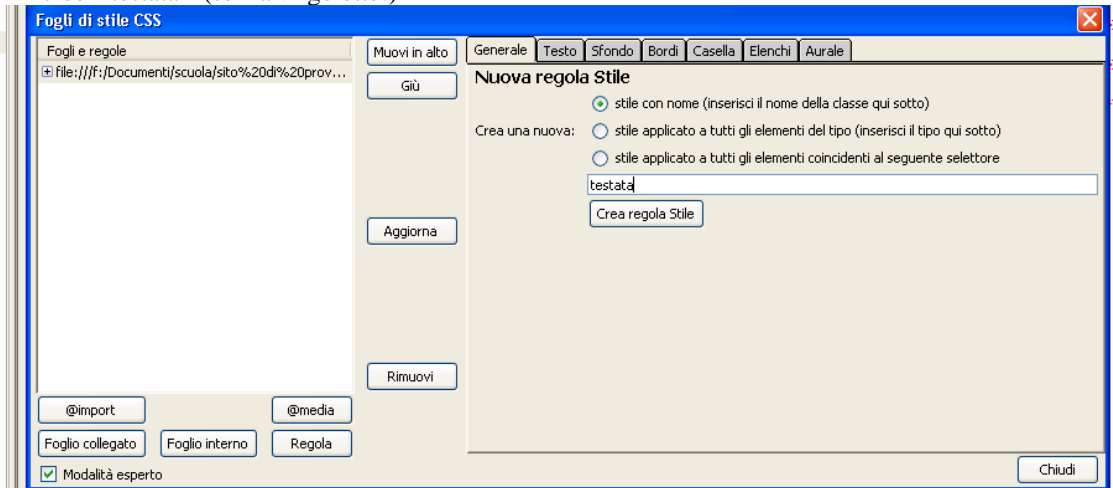 Fogli di stile CSS
Fogli e regole
file:///f:/Documenti/scuola/sito%20di%20prov...
Muovi in alto
Giù
Aggiorna
Rimuovi
@import
@media
Foglio collegato
Foglio interno
Regola
Modalità esperto
Generale
Testo
Sfondo
Bordi
Casella
Elenchi
Aurale
Nuova regola Stile
stile con nome (inserisci il nome della classe qui sotto)
Crea una nuova:
stile applicato a tutti gli elementi del tipo (inserisci il tipo qui sotto)
stile applicato a tutti gli elementi coincidenti al seguente selettore
testata
Crea regola Stile
Chiudi